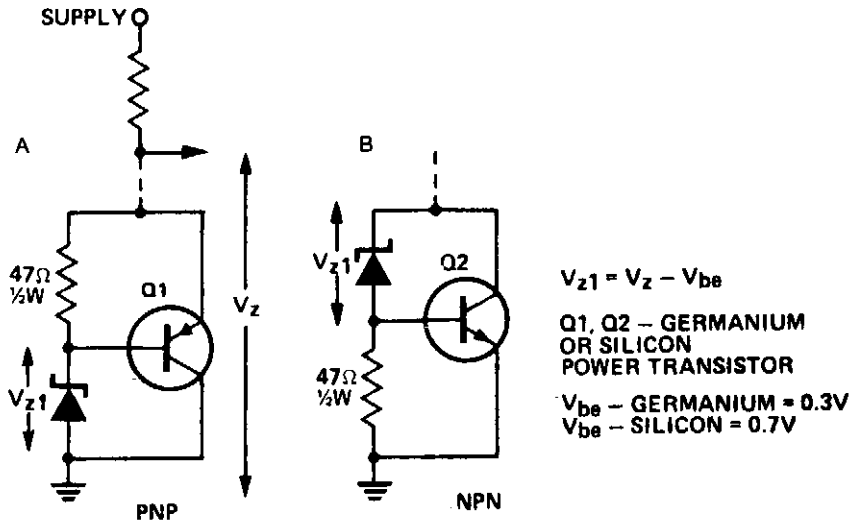 SUPPLY
A
B
47Ω
½W
Q1
Vz
Vz1
PNP
Vz1
Q2
47Ω
½W
NPN
Vz1 = Vz – Vbe
Q1, Q2 – GERMANIUM
OR SILICON
POWER TRANSISTOR
Vbe – GERMANIUM = 0.3V
Vbe – SILICON = 0.7V